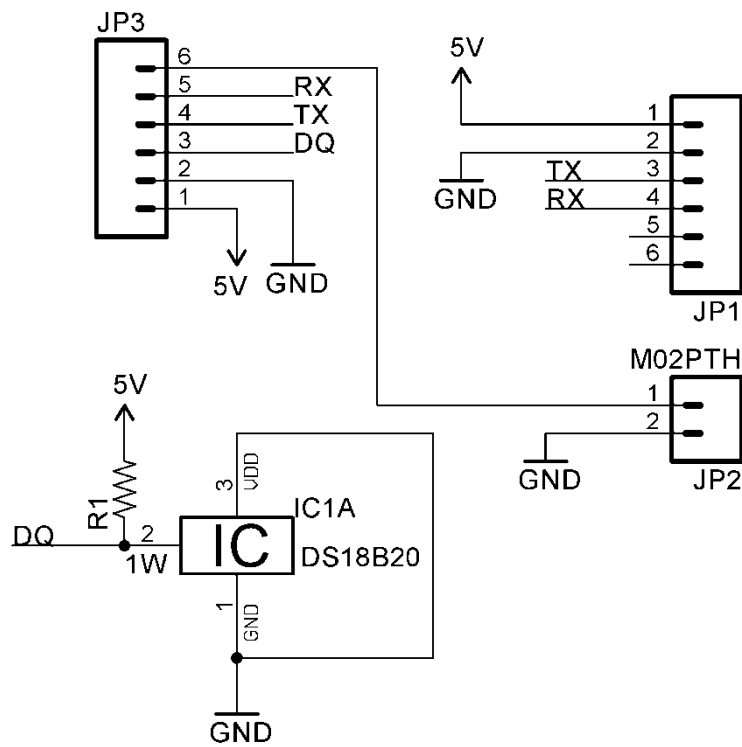 JP3
6
5 RX
4 TX
3 DQ
2
1
5V
GND
5V
1
2
GND
TX 3
RX 4
5
6
JP1
M02PTH
1
2
GND
JP2
5V
R1
DQ
2
1W
3
VDD
IC1A
IC
DS18B20
1
GND
GND